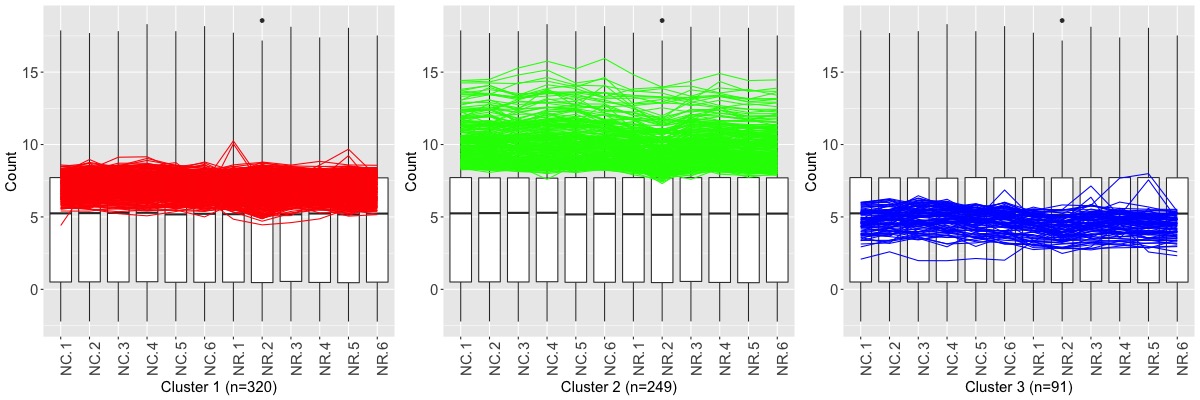 Count
15
10
5
0
NC.1 NC.2 NC.3 NC.4 NC.5 NC.6 NR.1 NR.2 NR.3 NR.4 NR.5 NR.6
Cluster 1 (n=320)
Count
15
10
5
0
NC.1 NC.2 NC.3 NC.4 NC.5 NC.6 NR.1 NR.2 NR.3 NR.4 NR.5 NR.6
Cluster 2 (n=249)
Count
15
10
5
0
NC.1 NC.2 NC.3 NC.4 NC.5 NC.6 NR.1 NR.2 NR.3 NR.4 NR.5 NR.6
Cluster 3 (n=91)